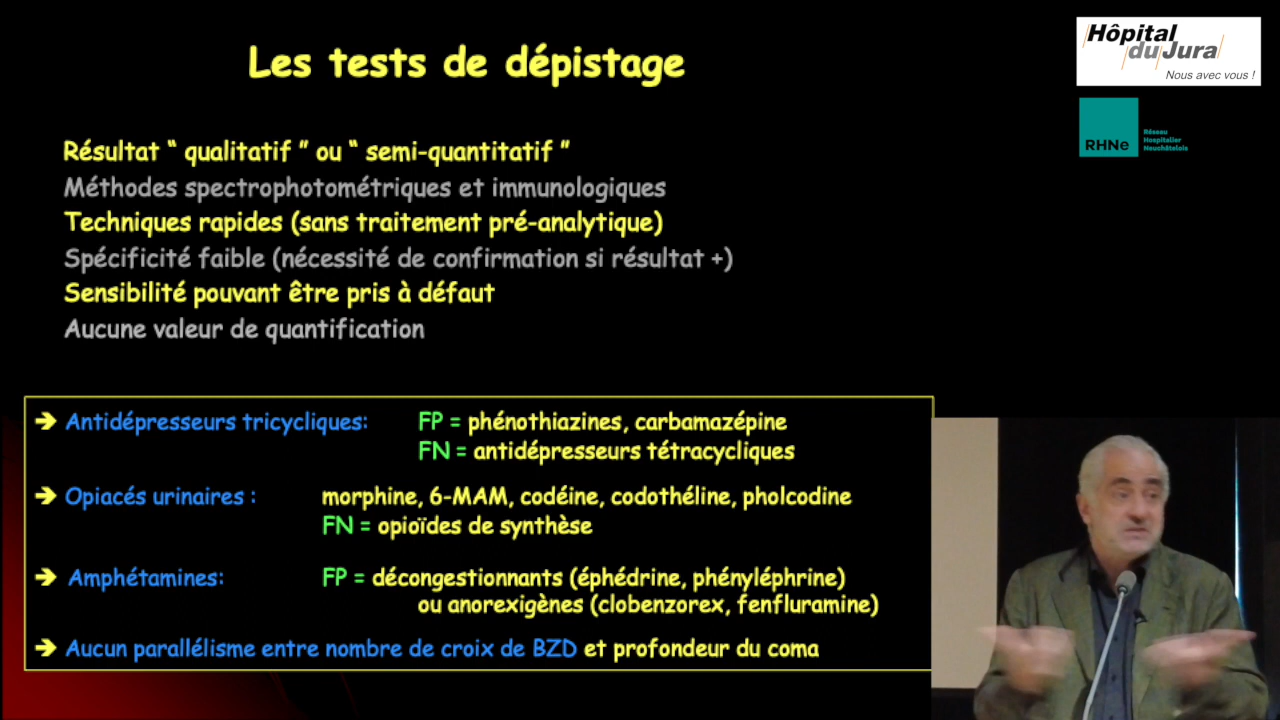 Les tests de dépistage
Hôpital
du Jura
Nous avec vous !
RHNe
Réseau
Hospitalier
Neuchâtelois
Résultat “ qualitatif ” ou “ semi-quantitatif ”
Méthodes spectrophotométriques et immunologiques
Techniques rapides (sans traitement pré-analytique)
Spécificité faible (nécessité de confirmation si résultat +)
Sensibilité pouvant être pris à défaut
Aucune valeur de quantification
➔ Antidépresseurs tricycliques: FP = phénothiazines, carbamazépine
FN = antidépresseurs tétracycliques
➔ Opiacés urinaires : morphine, 6-MAM, codéine, codothéline, pholcodine
FN = opioïdes de synthèse
➔ Amphétamines: FP = décongestionnants (éphédrine, phényléphrine)
ou anorexigènes (clobenzorex, fenfluramine)
➔ Aucun parallélisme entre nombre de croix de BZD et profondeur du coma